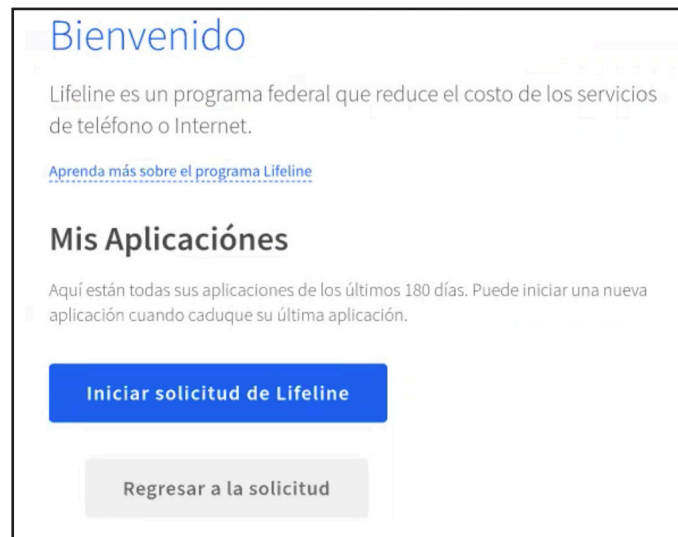 Bienvenido
Lifeline es un programa federal que reduce el costo de los servicios
de teléfono o Internet.
Aprenda más sobre el programa Lifeline
Mis Aplicaciónes
Aquí están todas sus aplicaciones de los últimos 180 días. Puede iniciar una nueva
aplicación cuando caduque su última aplicación.
Iniciar solicitud de Lifeline
Regresar a la solicitud